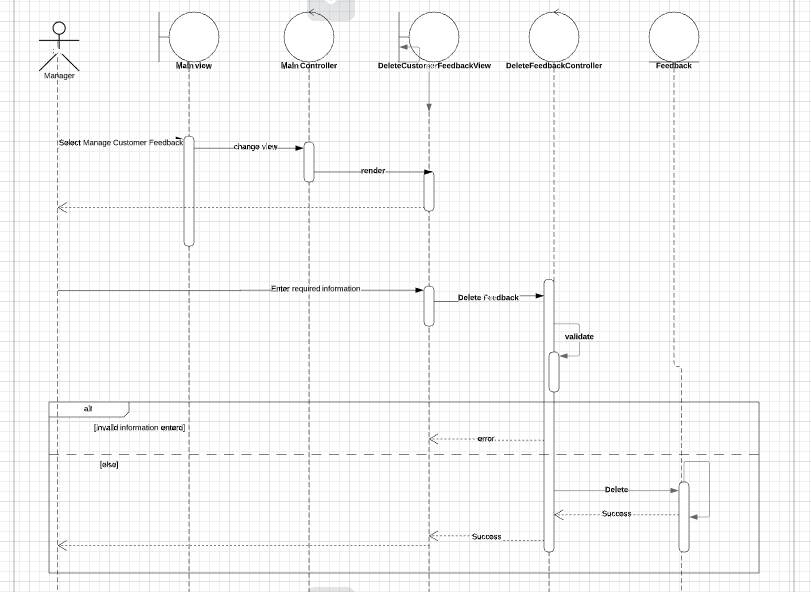 Manager
Main view
Main Controller
DeleteCustomerFeedbackView
DeleteFeedbackController
Feedback
Select Manage Customer Feedback
change view
render
Enter required information
Delete Feedback
validate
alt
[Invalid information entere]
error
[else]
Delete
Success
Success